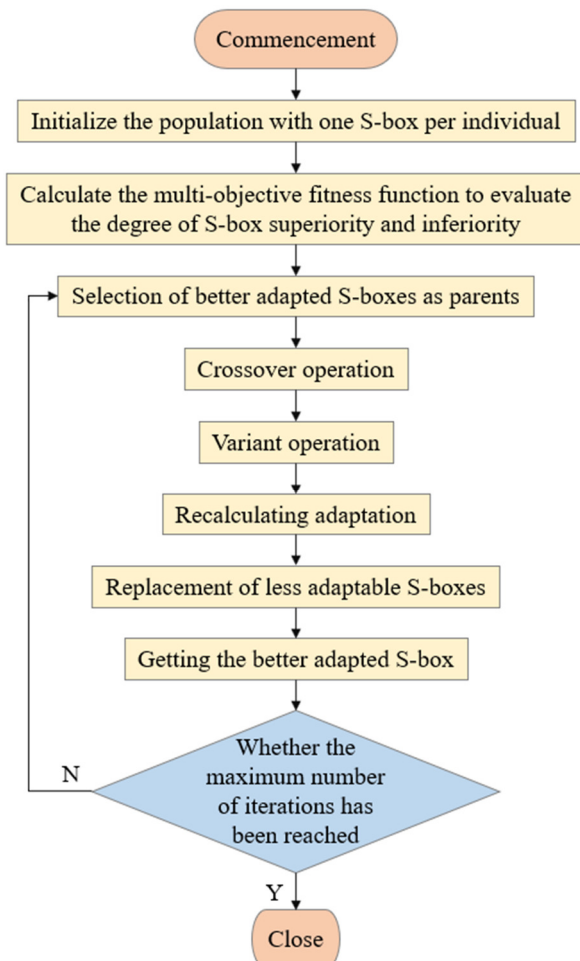 Commencement
Initialize the population with one S-box per individual
Calculate the multi-objective fitness function to evaluate
the degree of S-box superiority and inferiority
Selection of better adapted S-boxes as parents
Crossover operation
Variant operation
Recalculating adaptation
Replacement of less adaptable S-boxes
Getting the better adapted S-box
Whether the
maximum number
of iterations has
been reached
N
Y
Close